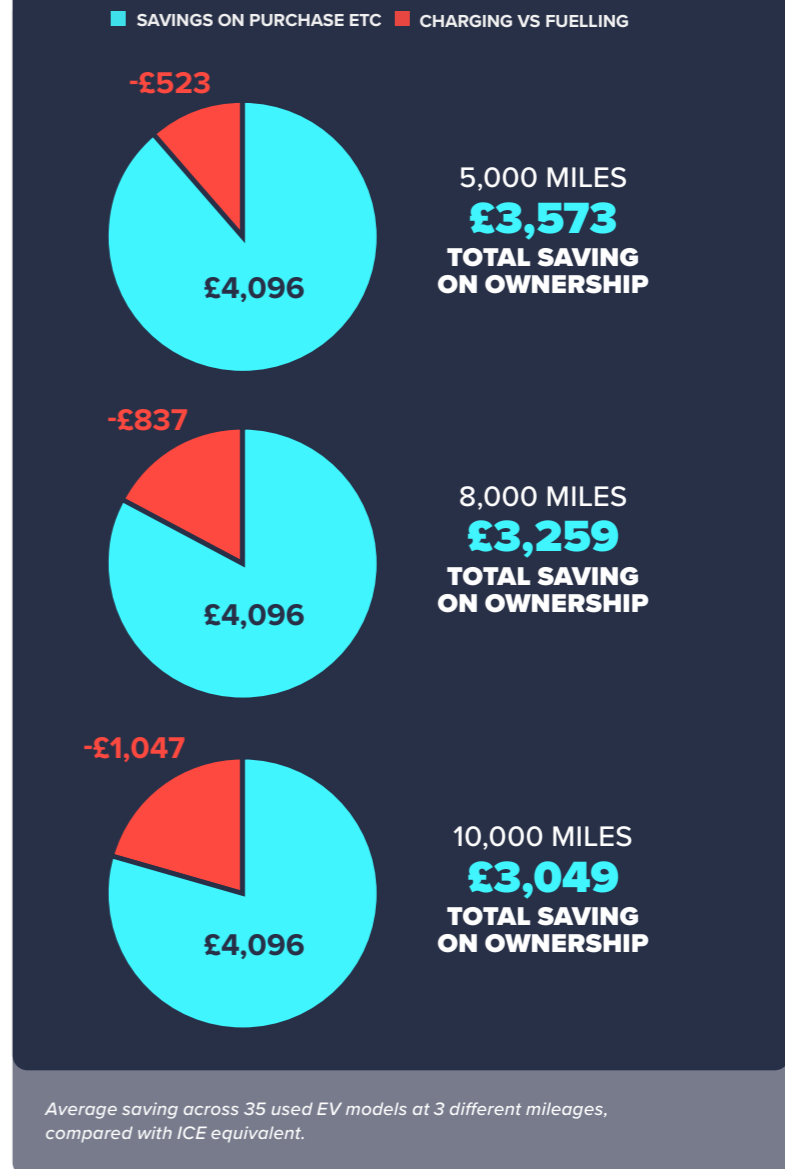 SAVINGS ON PURCHASE ETC CHARGING VS FUELLING
-£523
£4,096
5,000 MILES
£3,573
TOTAL SAVING
ON OWNERSHIP
-£837
£4,096
8,000 MILES
£3,259
TOTAL SAVING
ON OWNERSHIP
-£1,047
£4,096
10,000 MILES
£3,049
TOTAL SAVING
ON OWNERSHIP
Average saving across 35 used EV models at 3 different mileages,
compared with ICE equivalent.